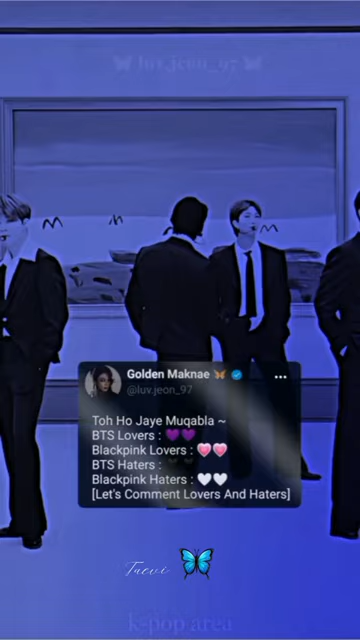 🦋 luv.jeon_97 🦋
Golden Maknae 🦋
@luv.jeon_97
Toh Ho Jaye Muqabla ~
BTS Lovers : 💜💜
Blackpink Lovers : 💗💗
BTS Haters : 🖤🖤
Blackpink Haters : 🤍🤍
[Let's Comment Lovers And Haters]
Taevi 🦋
k-pop area